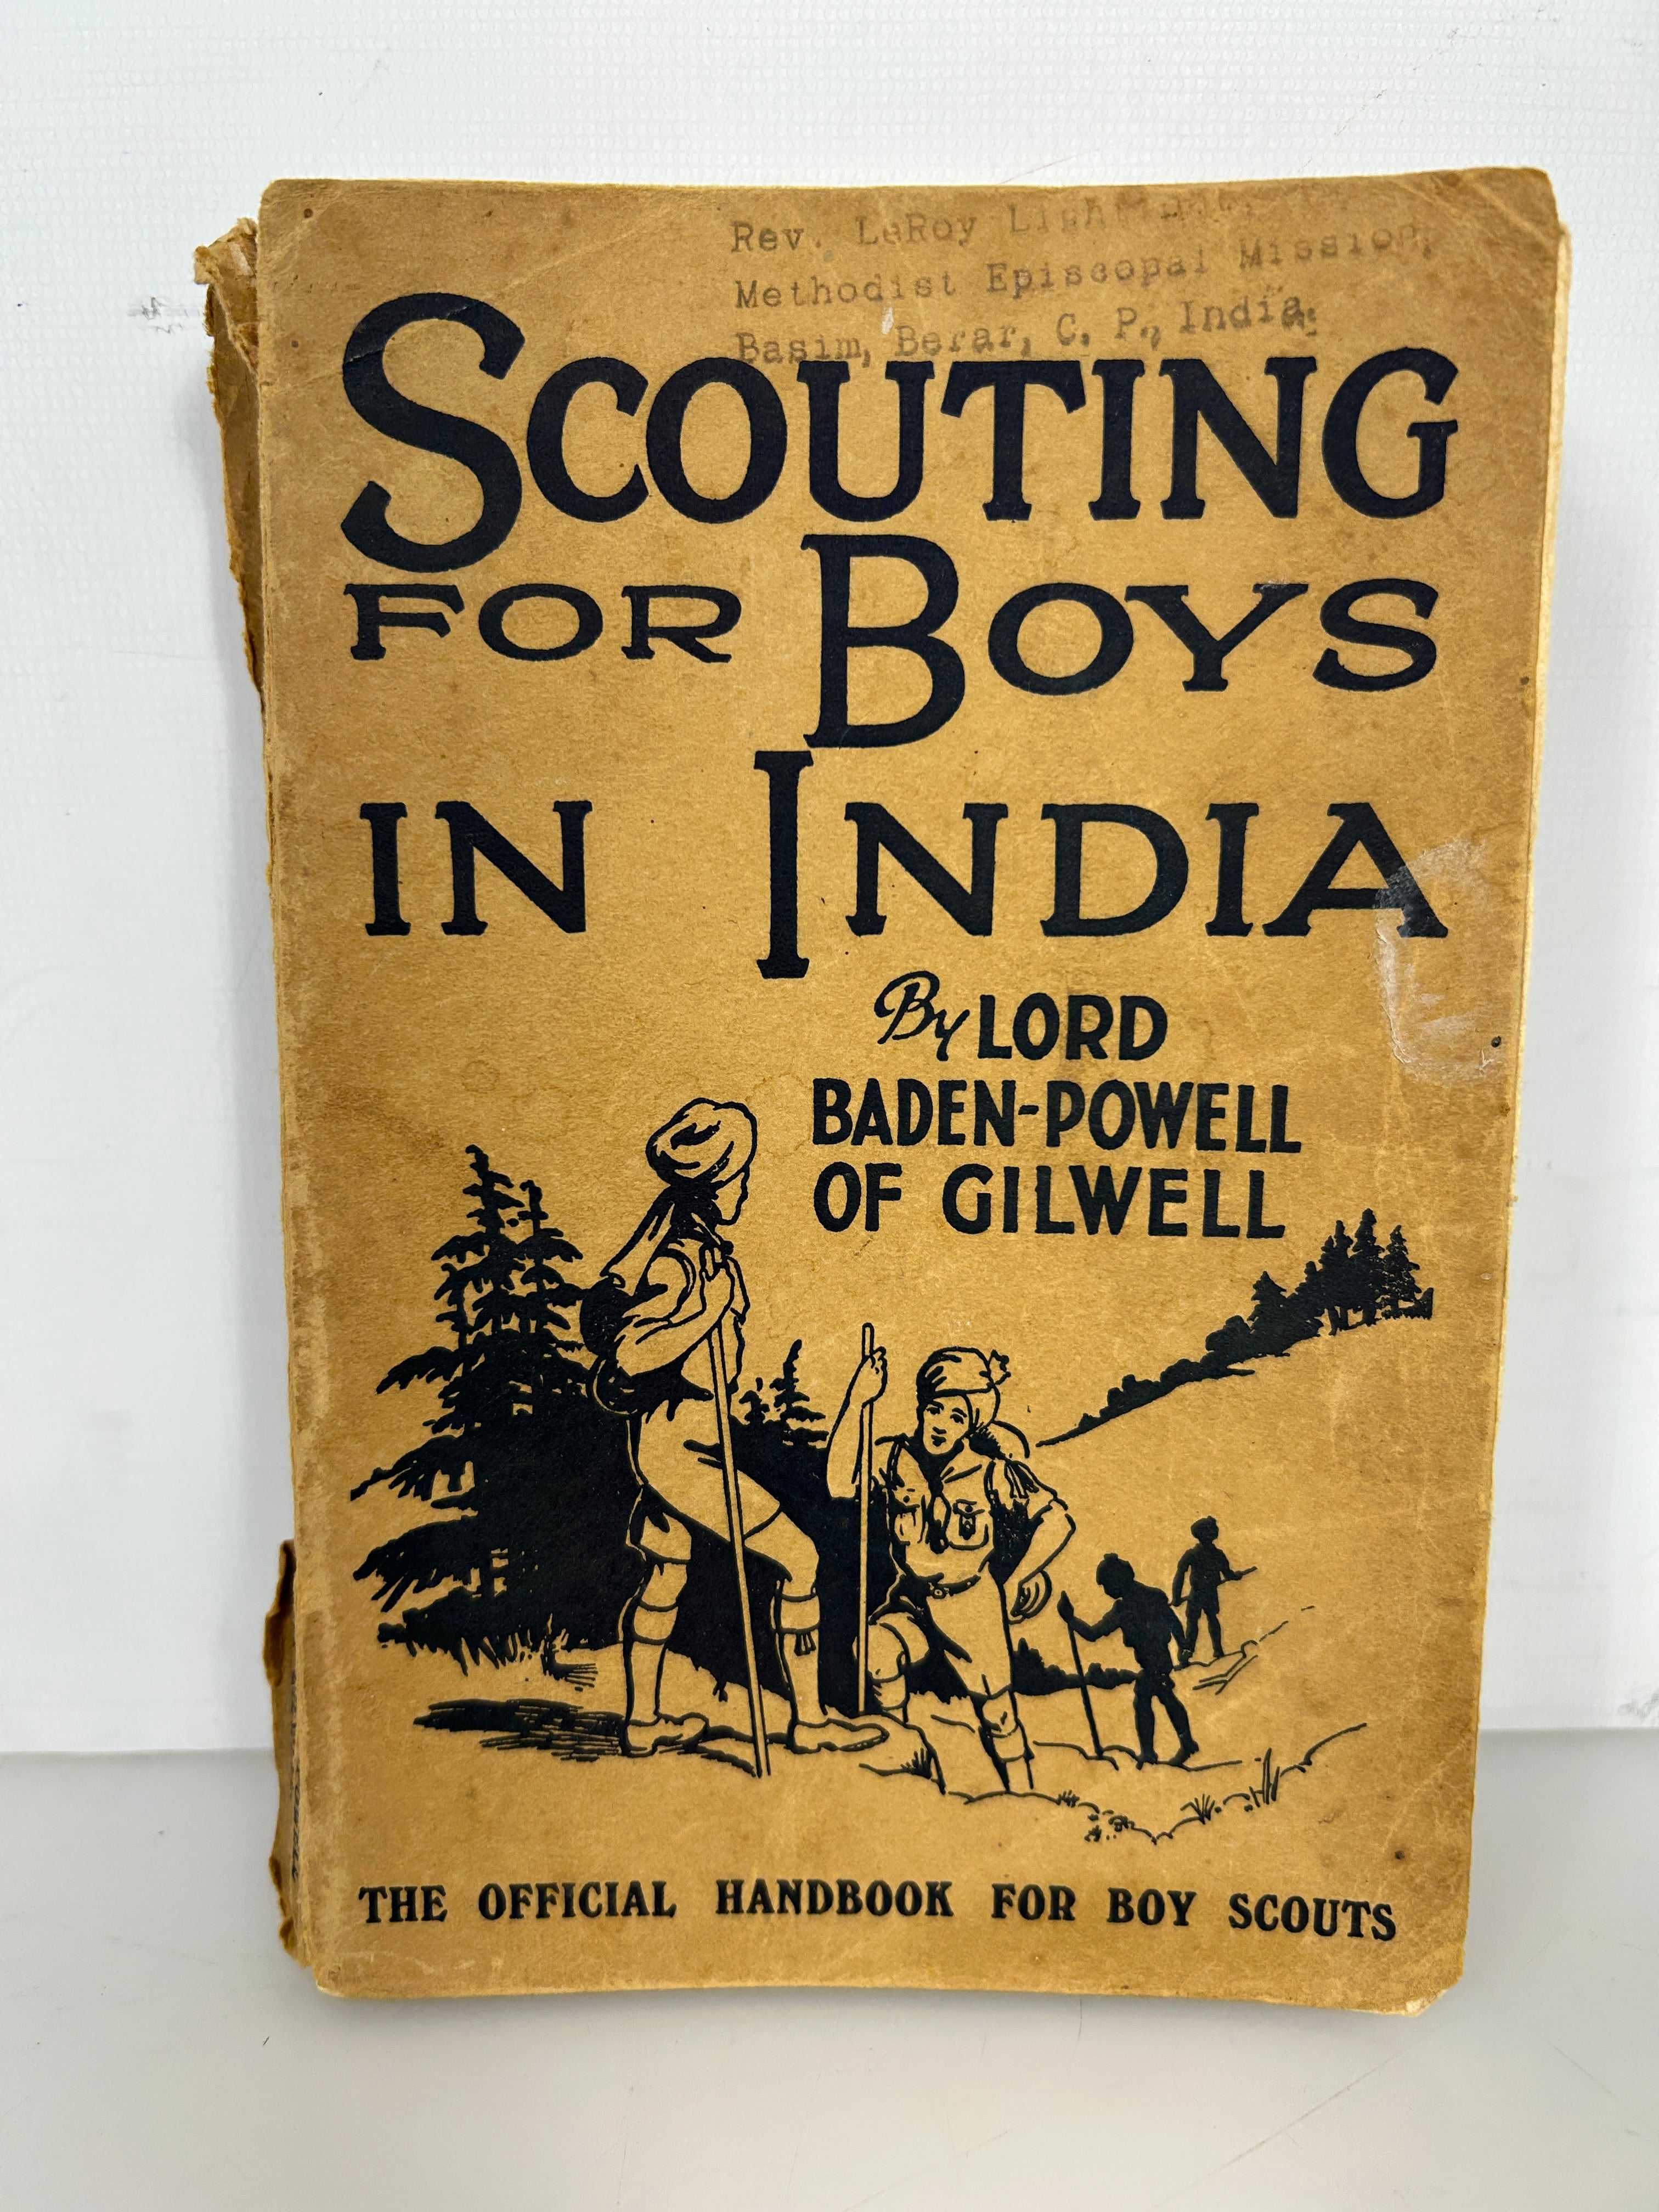 Rev. LeRoy
Methodist Episcopal Mission,
Basim, Berar, C. P., India.
SCOUTING
FOR BOYS
IN INDIA
By LORD
BADEN-POWELL
OF GILWELL
THE OFFICIAL HANDBOOK FOR BOY SCOUTS